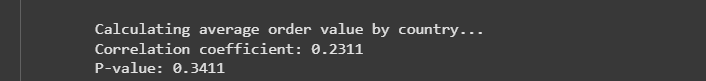 Calculating average order value by country...
Correlation coefficient: 0.2311
P-value: 0.3411